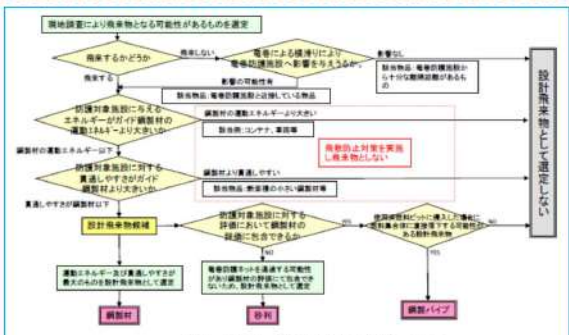 現地調査により飛来物となる可能性があるものを選定
飛来するかどうか
飛来しない
竜巻による横滑りにより
竜巻防護施設へ影響を与えうるか。
影響なし
該当物品:竜巻防護施設か
ら十分な離隔距離があるも
の
飛来する
影響の可能性有
該当物品:竜巻防護施設と近接している物品
防護対象施設に与える
エネルギーがガイド鋼製材の
運動エネルギーより大きいか
鋼製材の運動エネルギーより大きい
該当例:コンテナ、車両等
飛散防止対策を実施
し飛来物としない
設計飛来物として選定しない
鋼製材の運動エネルギー以下
防護対象施設に対する
貫通しやすさがガイド
鋼製材より大きいか
鋼製材より貫通しやすい
該当物品:断面積の小さい鋼製材等
貫通しやすさが鋼製材以下
設計飛来物候補
防護対象施設に対する
評価において鋼製材の
評価に包含できるか
YES
使用済燃料ピットに侵入した場合に
燃料集合体に直接落下する可能性が
ある設計飛来物
NO
NO
YES
運動エネルギー及び貫通しやすさが
最大のものを設計飛来物として選定
竜巻防護ネットを通過する可能性
があり鋼製材の評価にて包含でき
ないため、設計飛来物として選定
鋼製材
砂利
鋼製パイプ